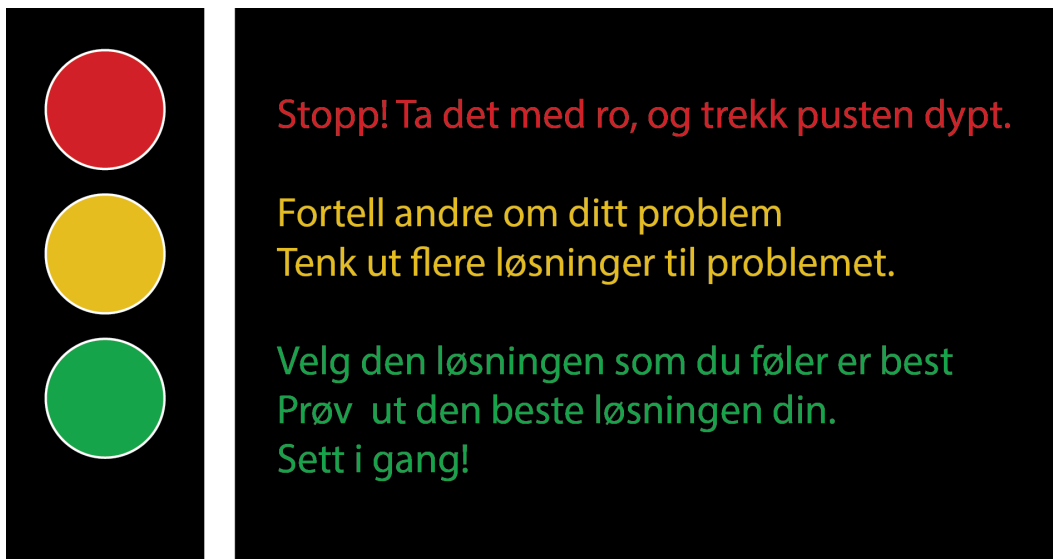 Stopp! Ta det med ro, og trekk pusten dypt.
Fortell andre om ditt problem
Tenk ut flere løsninger til problemet.
Velg den løsningen som du føler er best
Prøv  ut den beste løsningen din.
Sett i gang!